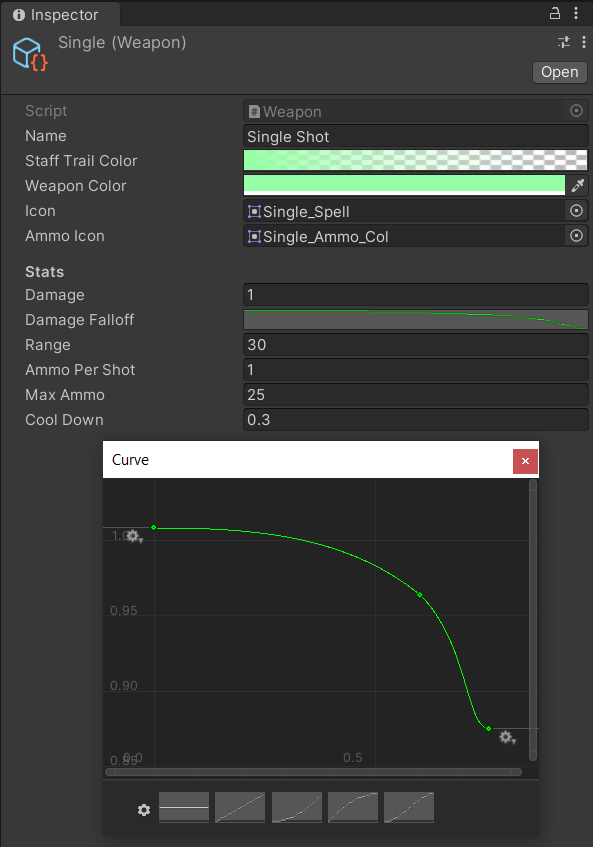 Inspector
Single (Weapon)
Open
Script Weapon
Name Single Shot
Staff Trail Color
Weapon Color
Icon Single_Spell
Ammo Icon Single_Ammo_Col
Stats
Damage 1
Damage Falloff
Range 30
Ammo Per Shot 1
Max Ammo 25
Cool Down 0.3
Curve
0.95
0.90
0.0 0.5
0.85